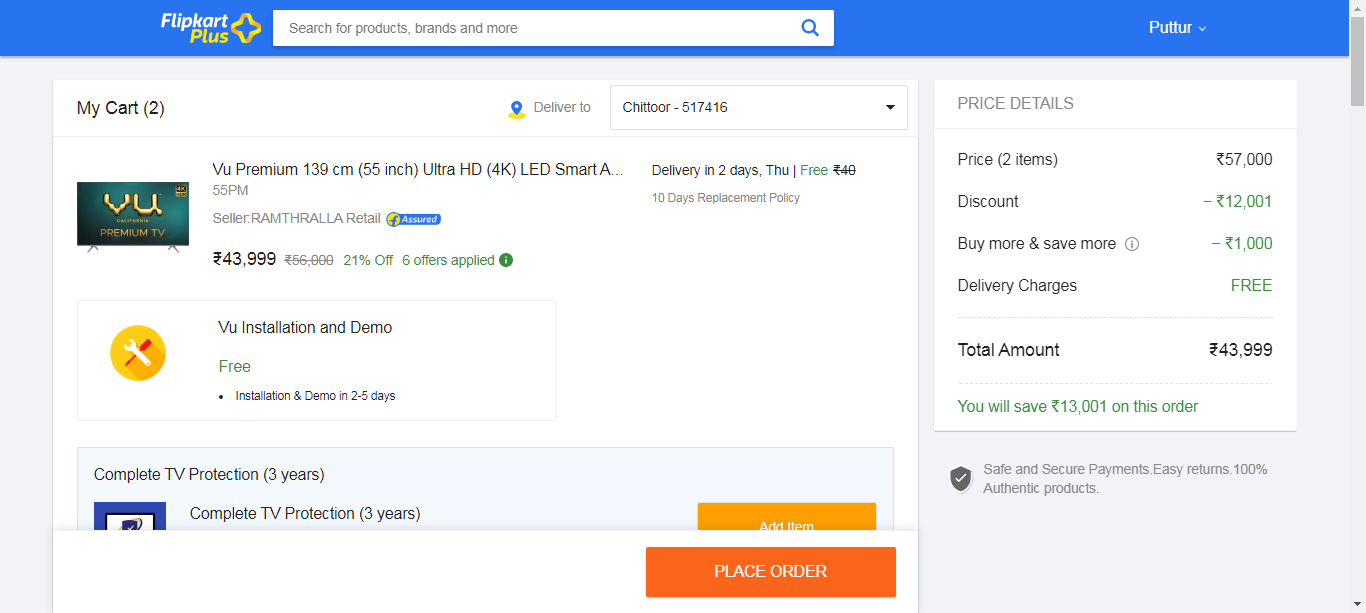 Flipkart
Plus
Search for products, brands and more
Puttur
My Cart (2)
Deliver to
Chittoor - 517416
Vu Premium 139 cm (55 inch) Ultra HD (4K) LED Smart A...
55PM
Seller:RAMTHRALLA Retail Assured
₹43,999 ₹56,000 21% Off 6 offers applied
Delivery in 2 days, Thu | Free ₹40
10 Days Replacement Policy
4K
VU
CALIFORNIA
PREMIUM TV
Vu Installation and Demo
Free
• Installation & Demo in 2-5 days
Complete TV Protection (3 years)
Complete TV Protection (3 years)
Add Item
PLACE ORDER
PRICE DETAILS
Price (2 items) ₹57,000
Discount − ₹12,001
Buy more & save more − ₹1,000
Delivery Charges FREE
Total Amount ₹43,999
You will save ₹13,001 on this order
Safe and Secure Payments.Easy returns.100%
Authentic products.